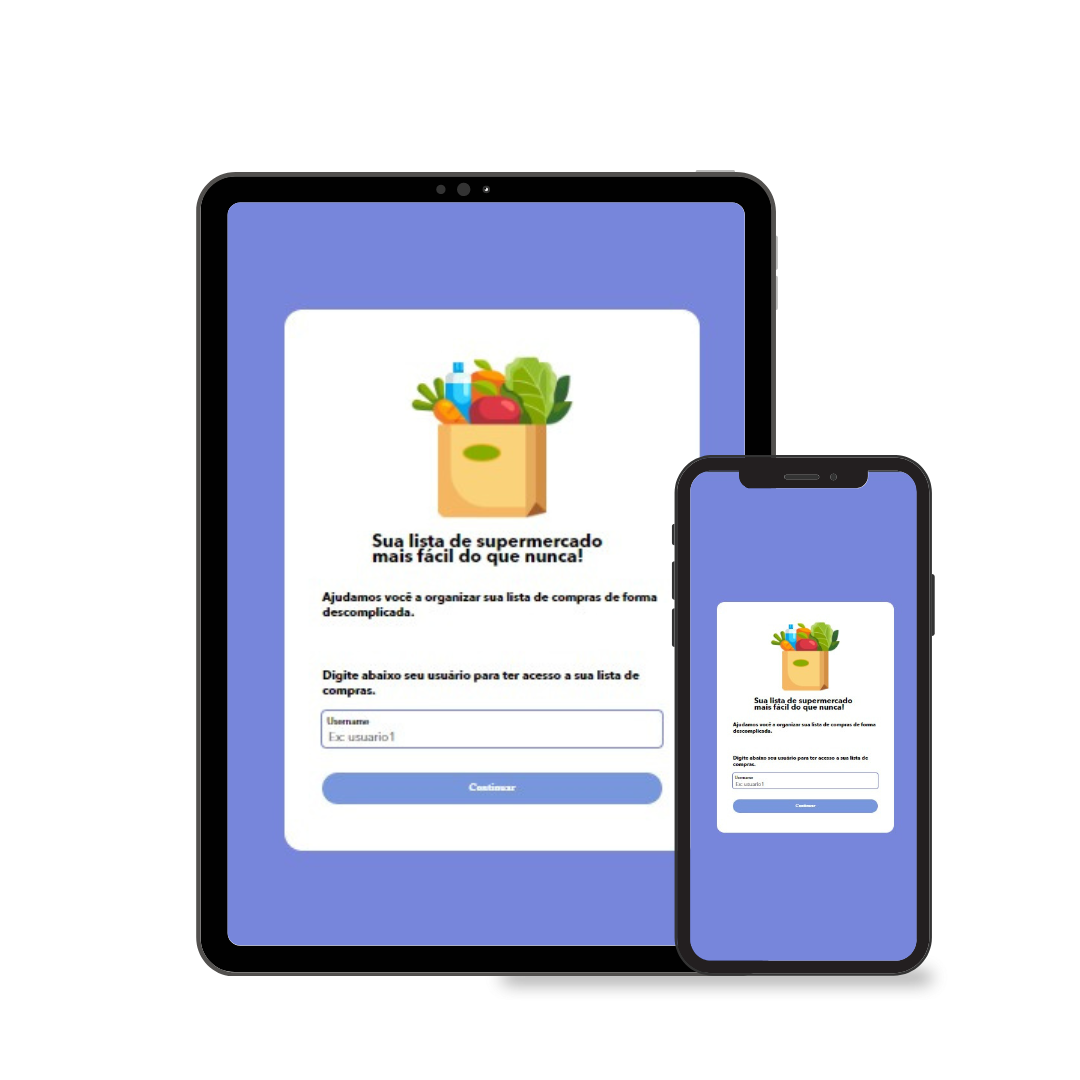 Sua lista de supermercado
mais fácil do que nunca!
Ajudamos você a organizar sua lista de compras de forma
descomplicada.
Digite abaixo seu usuário para ter acesso a sua lista de
compras.
Username
Ex: usuario1
Continuar
Sua lista de supermercado
mais fácil do que nunca!
Ajudamos você a organizar sua lista de compras de forma
descomplicada.
Digite abaixo seu usuário para ter acesso a sua lista de
compras.
Username
Ex: usuario1
Continuar